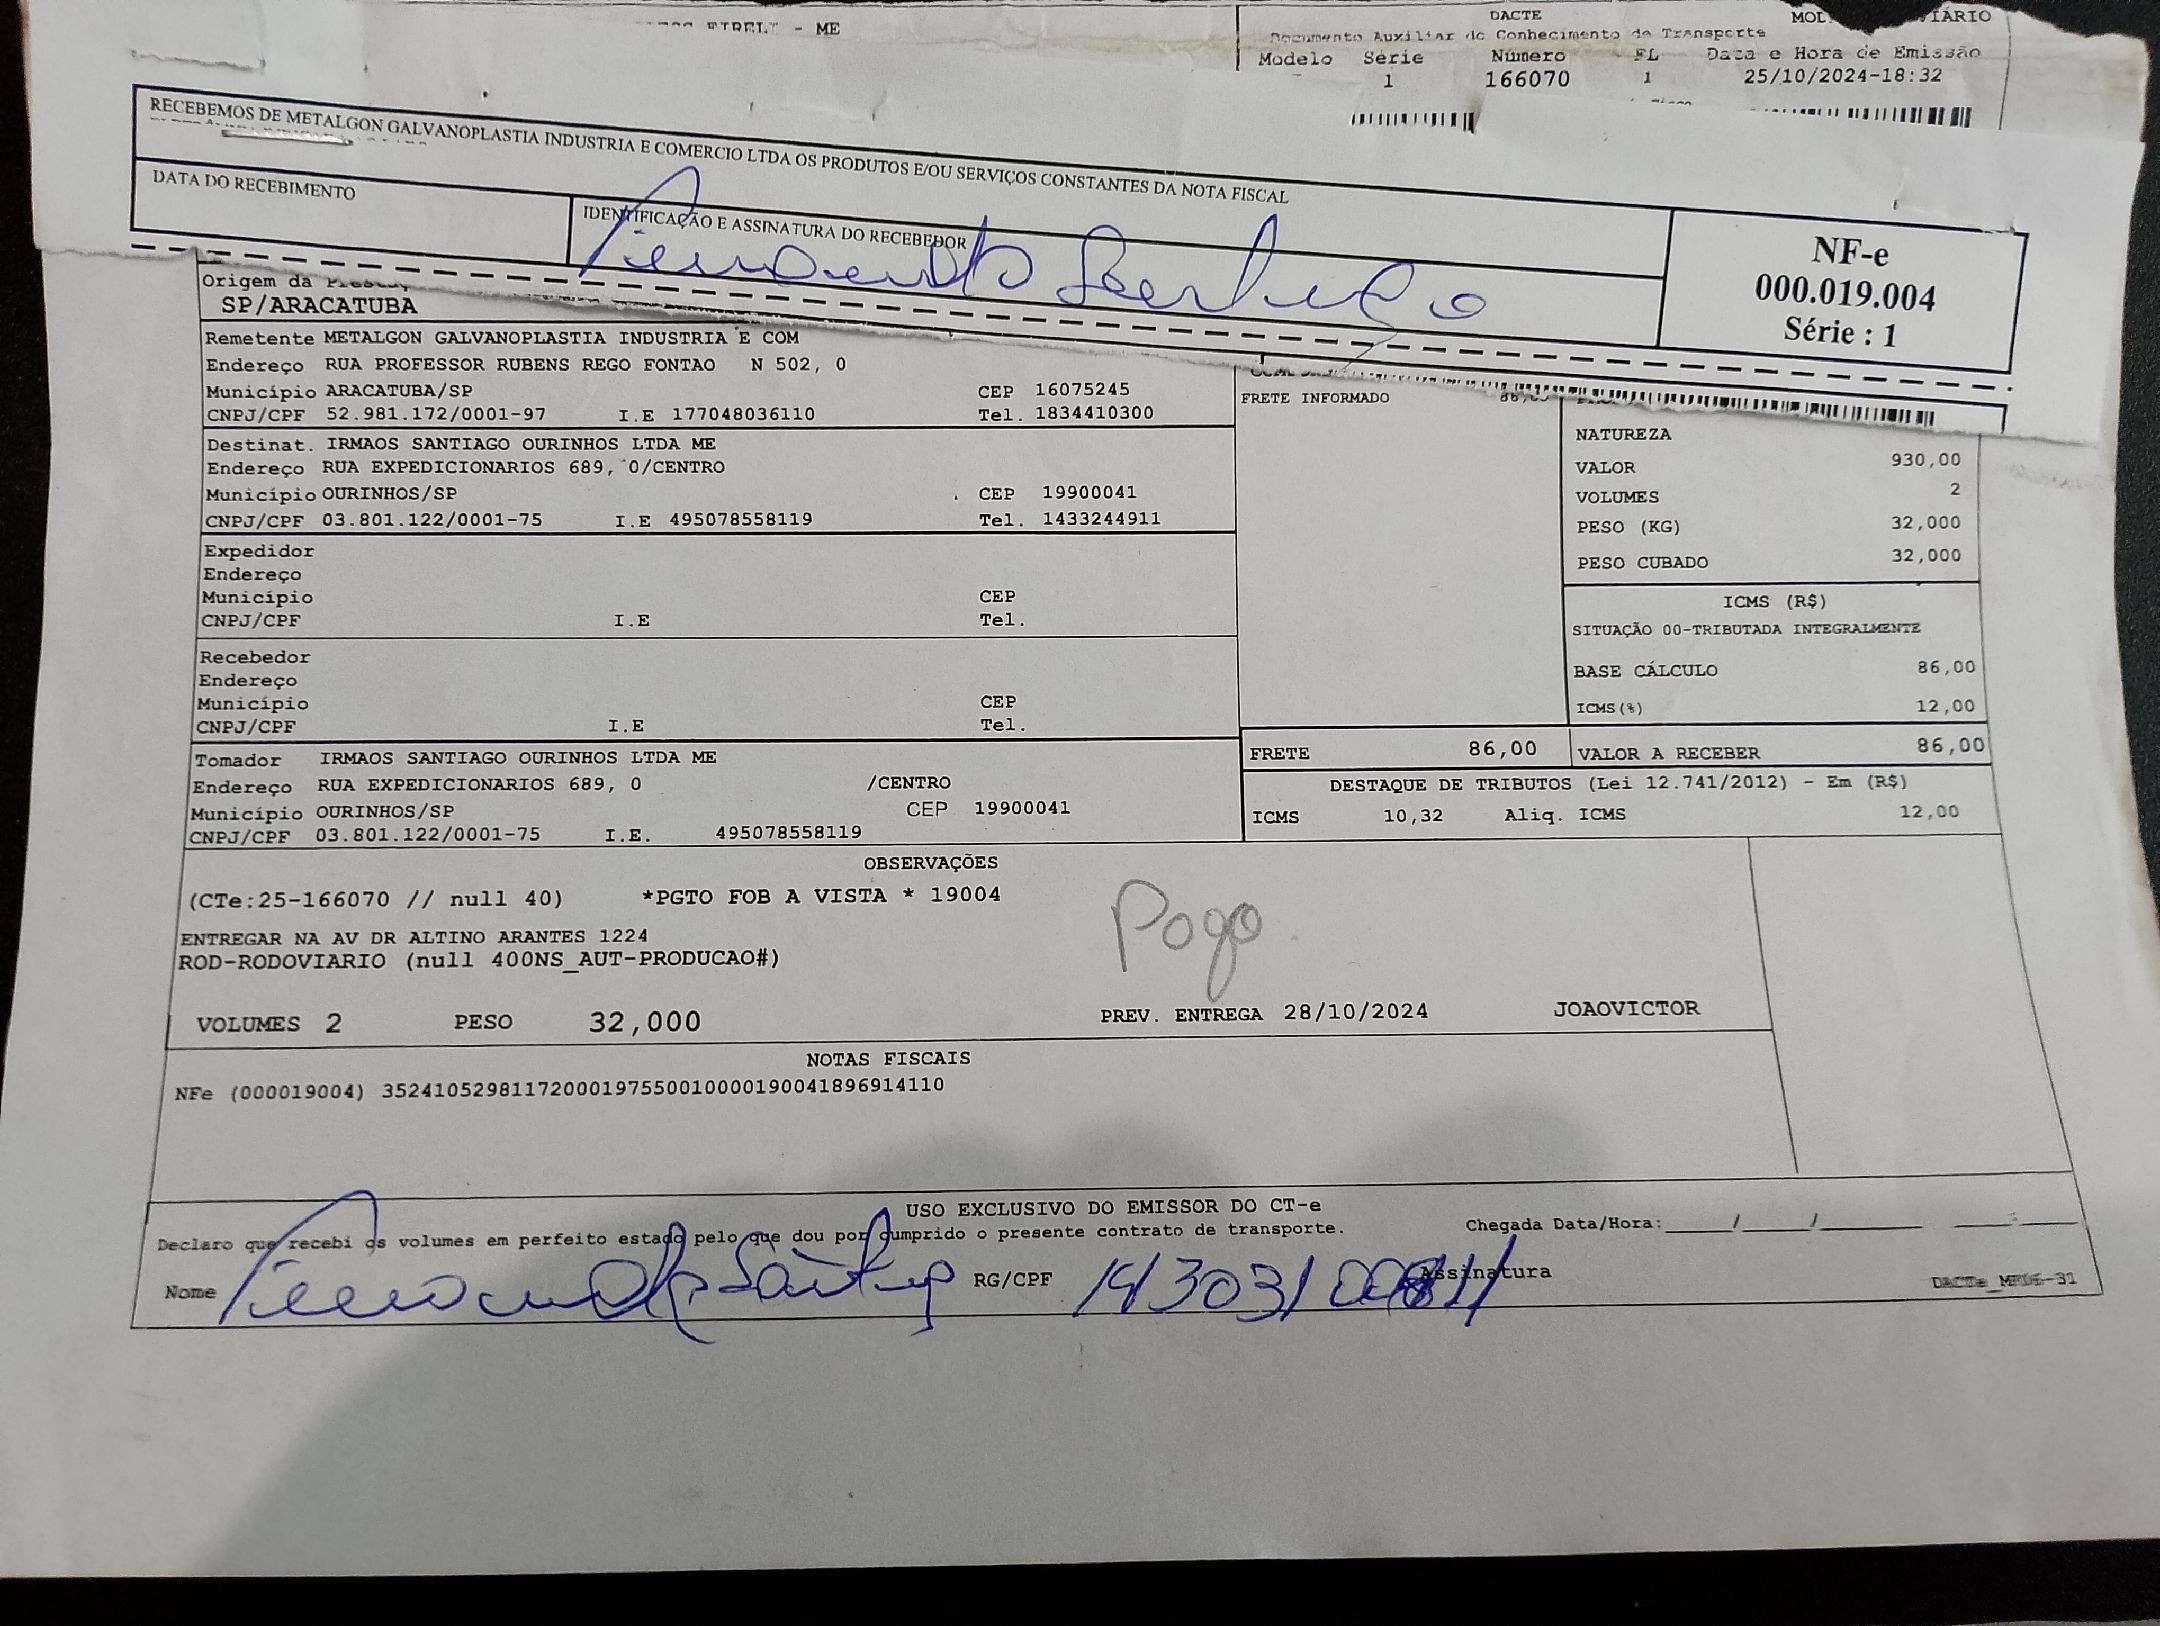 - ME
DACTE
Documento Auxiliar do Conhecimento de Transporte
Modelo Série Número FL Data e Hora de Emissão
1 166070 1 25/10/2024-18:32
RECEBEMOS DE METALGON GALVANOPLASTIA INDUSTRIA E COMERCIO LTDA OS PRODUTOS E/OU SERVIÇOS CONSTANTES DA NOTA FISCAL
DATA DO RECEBIMENTO
IDENTIFICAÇÃO E ASSINATURA DO RECEBEDOR
NF-e
000.019.004
Série : 1
Origem da
SP/ARACATUBA
Remetente METALGON GALVANOPLASTIA INDUSTRIA E COM
Endereço RUA PROFESSOR RUBENS REGO FONTAO N 502, 0
Município ARACATUBA/SP CEP 16075245
CNPJ/CPF 52.981.172/0001-97 I.E 177048036110 Tel. 1834410300
Destinat. IRMAOS SANTIAGO OURINHOS LTDA ME
Endereço RUA EXPEDICIONARIOS 689, 0/CENTRO
Município OURINHOS/SP CEP 19900041
CNPJ/CPF 03.801.122/0001-75 I.E 495078558119 Tel. 1433244911
Expedidor
Endereço
Município CEP
CNPJ/CPF I.E Tel.
Recebedor
Endereço
Município CEP
CNPJ/CPF I.E Tel.
Tomador IRMAOS SANTIAGO OURINHOS LTDA ME
Endereço RUA EXPEDICIONARIOS 689, 0 /CENTRO
Município OURINHOS/SP CEP 19900041
CNPJ/CPF 03.801.122/0001-75 I.E. 495078558119
FRETE INFORMADO
NATUREZA
VALOR 930,00
VOLUMES 2
PESO (KG) 32,000
PESO CUBADO 32,000
ICMS (R$)
SITUAÇÃO 00-TRIBUTADA INTEGRALMENTE
BASE CÁLCULO 86,00
ICMS(%) 12,00
FRETE 86,00 VALOR A RECEBER 86,00
DESTAQUE DE TRIBUTOS (Lei 12.741/2012) - Em (R$)
ICMS 10,32 Aliq. ICMS 12,00
OBSERVAÇÕES
(CTe:25-166070 // null 40) *PGTO FOB A VISTA * 19004
Pago
ENTREGAR NA AV DR ALTINO ARANTES 1224
ROD-RODOVIARIO (null 400NS_AUT-PRODUCAO#)
VOLUMES 2 PESO 32,000 PREV. ENTREGA 28/10/2024 JOAOVICTOR
NOTAS FISCAIS
NFe (000019004) 35241052981172000197550010000190041896914110
USO EXCLUSIVO DO EMISSOR DO CT-e
Declaro que recebi os volumes em perfeito estado pelo que dou por cumprido o presente contrato de transporte. Chegada Data/Hora:
Nome RG/CPF Assinatura